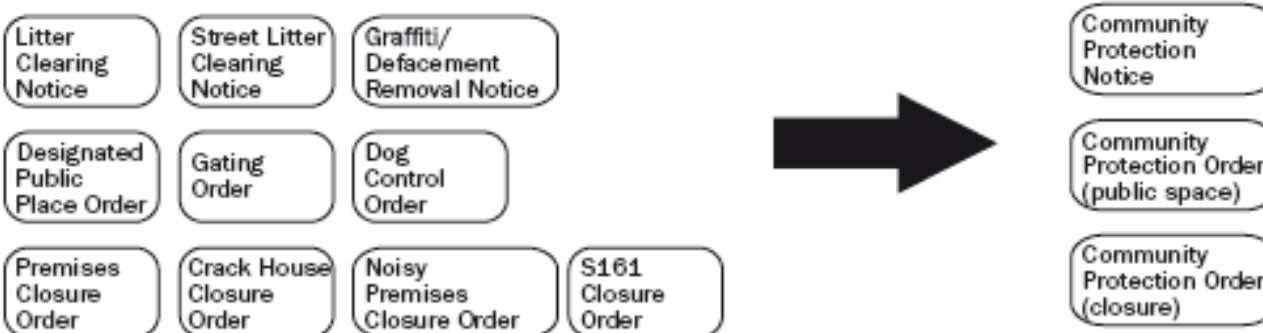 Litter
Clearing
Notice
Street Litter
Clearing
Notice
Graffiti/
Defacement
Removal Notice
Community
Protection
Notice
Designated
Public
Place Order
Gating
Order
Dog
Control
Order
Community
Protection Order
(public space)
Premises
Closure
Order
Crack House
Closure
Order
Noisy
Premises
Closure Order
S161
Closure
Order
Community
Protection Order
(closure)